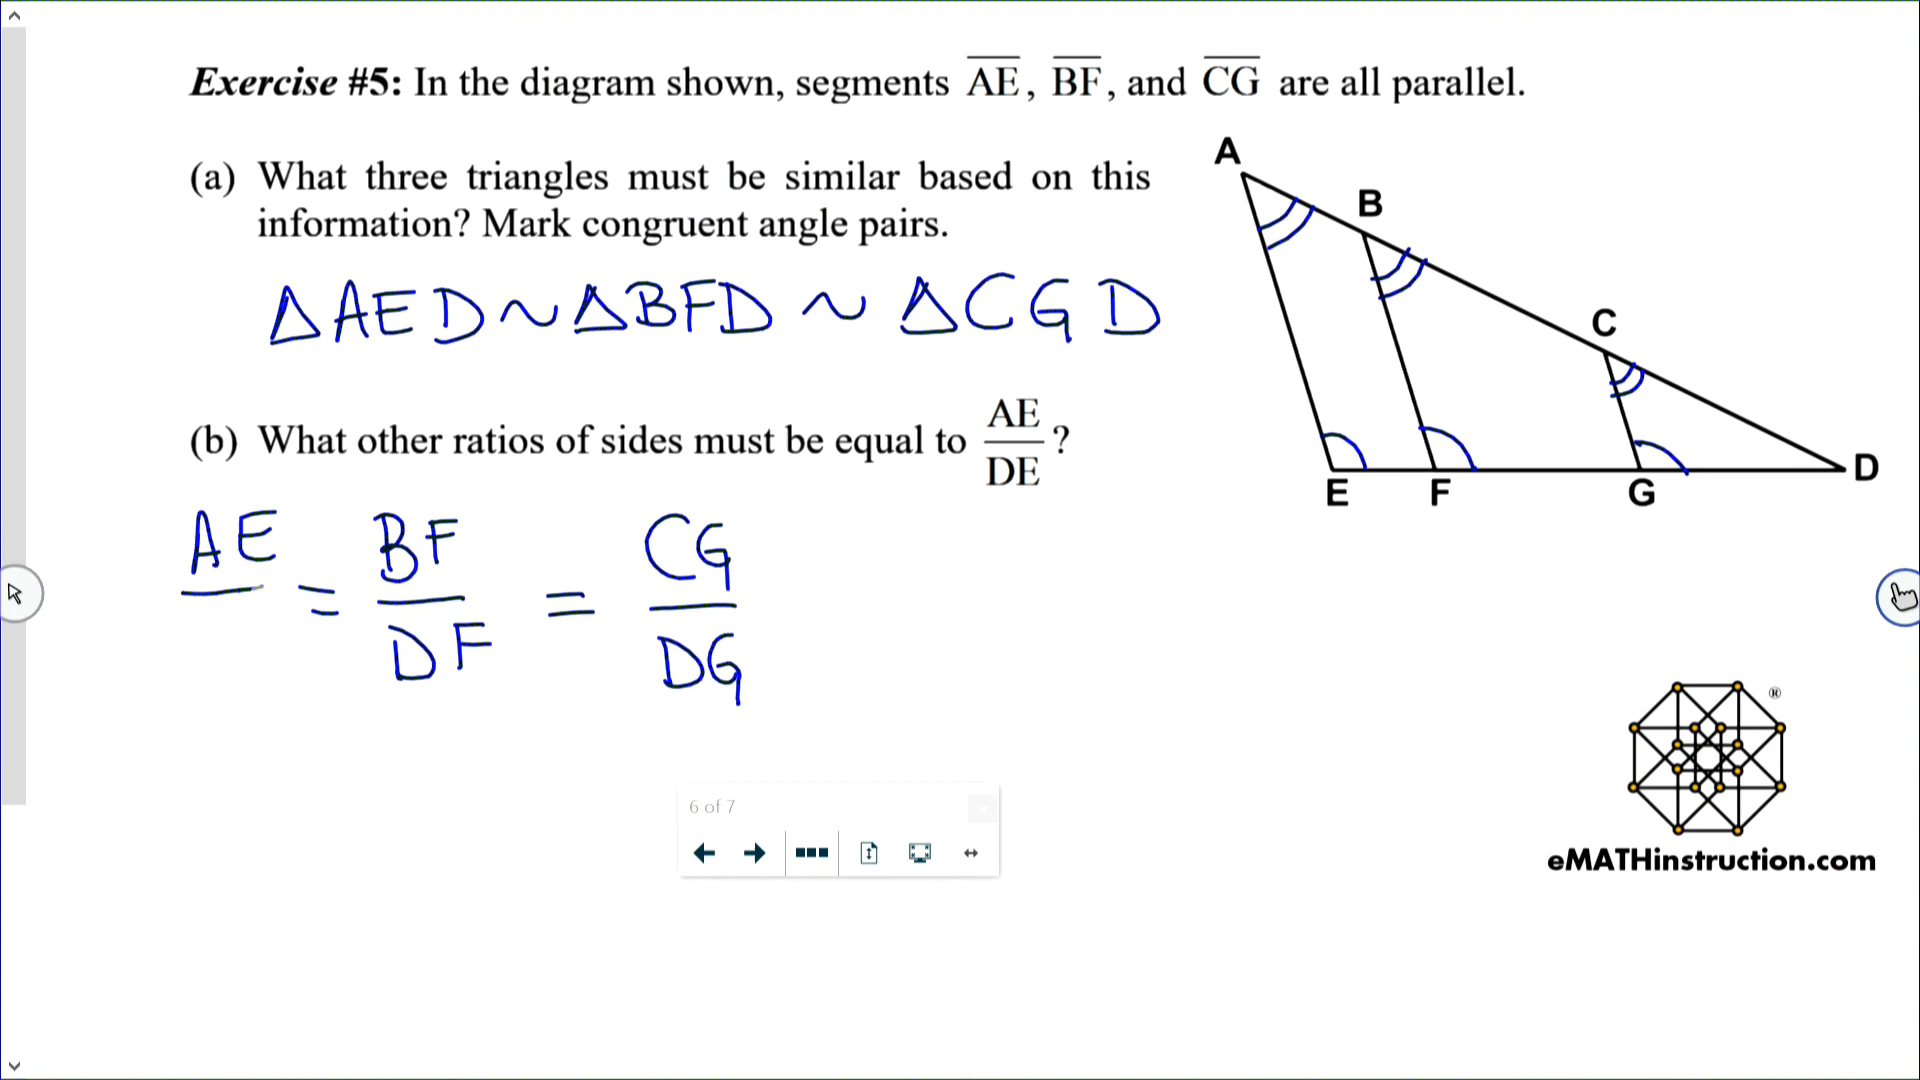 Exercise #5: In the diagram shown, segments AE, BF, and CG are all parallel.
(a) What three triangles must be similar based on this
information? Mark congruent angle pairs.
ΔAED ~ ΔBFD ~ ΔCGD
(b) What other ratios of sides must be equal to AE/DE?
AE/ = BF/DF = CG/DG
A
B
C
D
E
F
G
6 of 7
®
eMATHinstruction.com